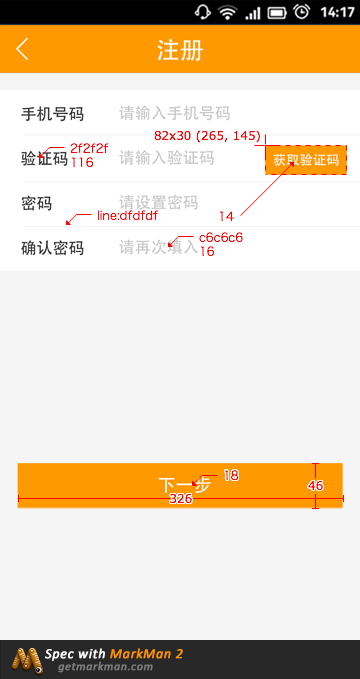 14:17
注册
手机号码 请输入手机号码
82x30 (265, 145)
验证码 2f2f2f 请输入验证码 获取验证码
116
密码 请设置密码
line:dfdfdf 14
确认密码 请再次填入 c6c6c6
16
下一步 18
46
326
Spec with MarkMan 2
getmarkman.com